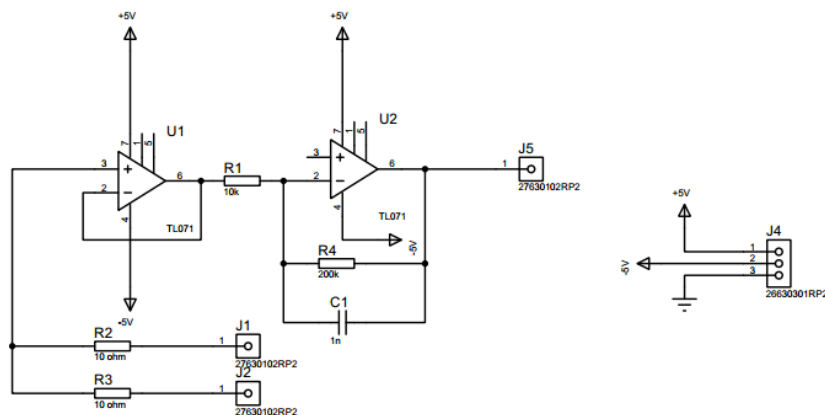 +5V
+5V
U1
U2
7
1
5
7
1
5
J5
3
6
R1
3
6
1
2
10k
2
27630102RP2
4
TL071
4
TL071
+5V
J4
R4
-5V
1
200k
-5V
2
3
C1
26630301RP2
-5V
1n
R2
J1
1
10 ohm
27630102RP2
R3
J2
1
10 ohm
27630102RP2